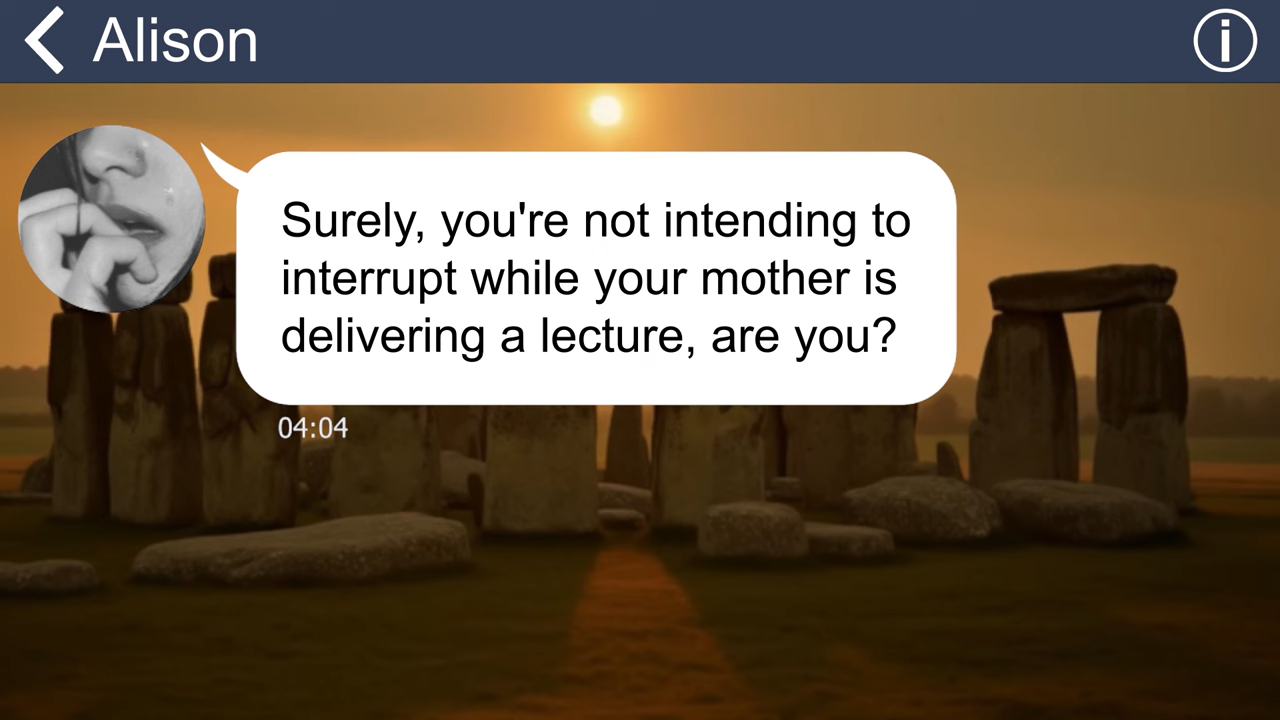 Alison
Surely, you're not intending to
interrupt while your mother is
delivering a lecture, are you?
04:04